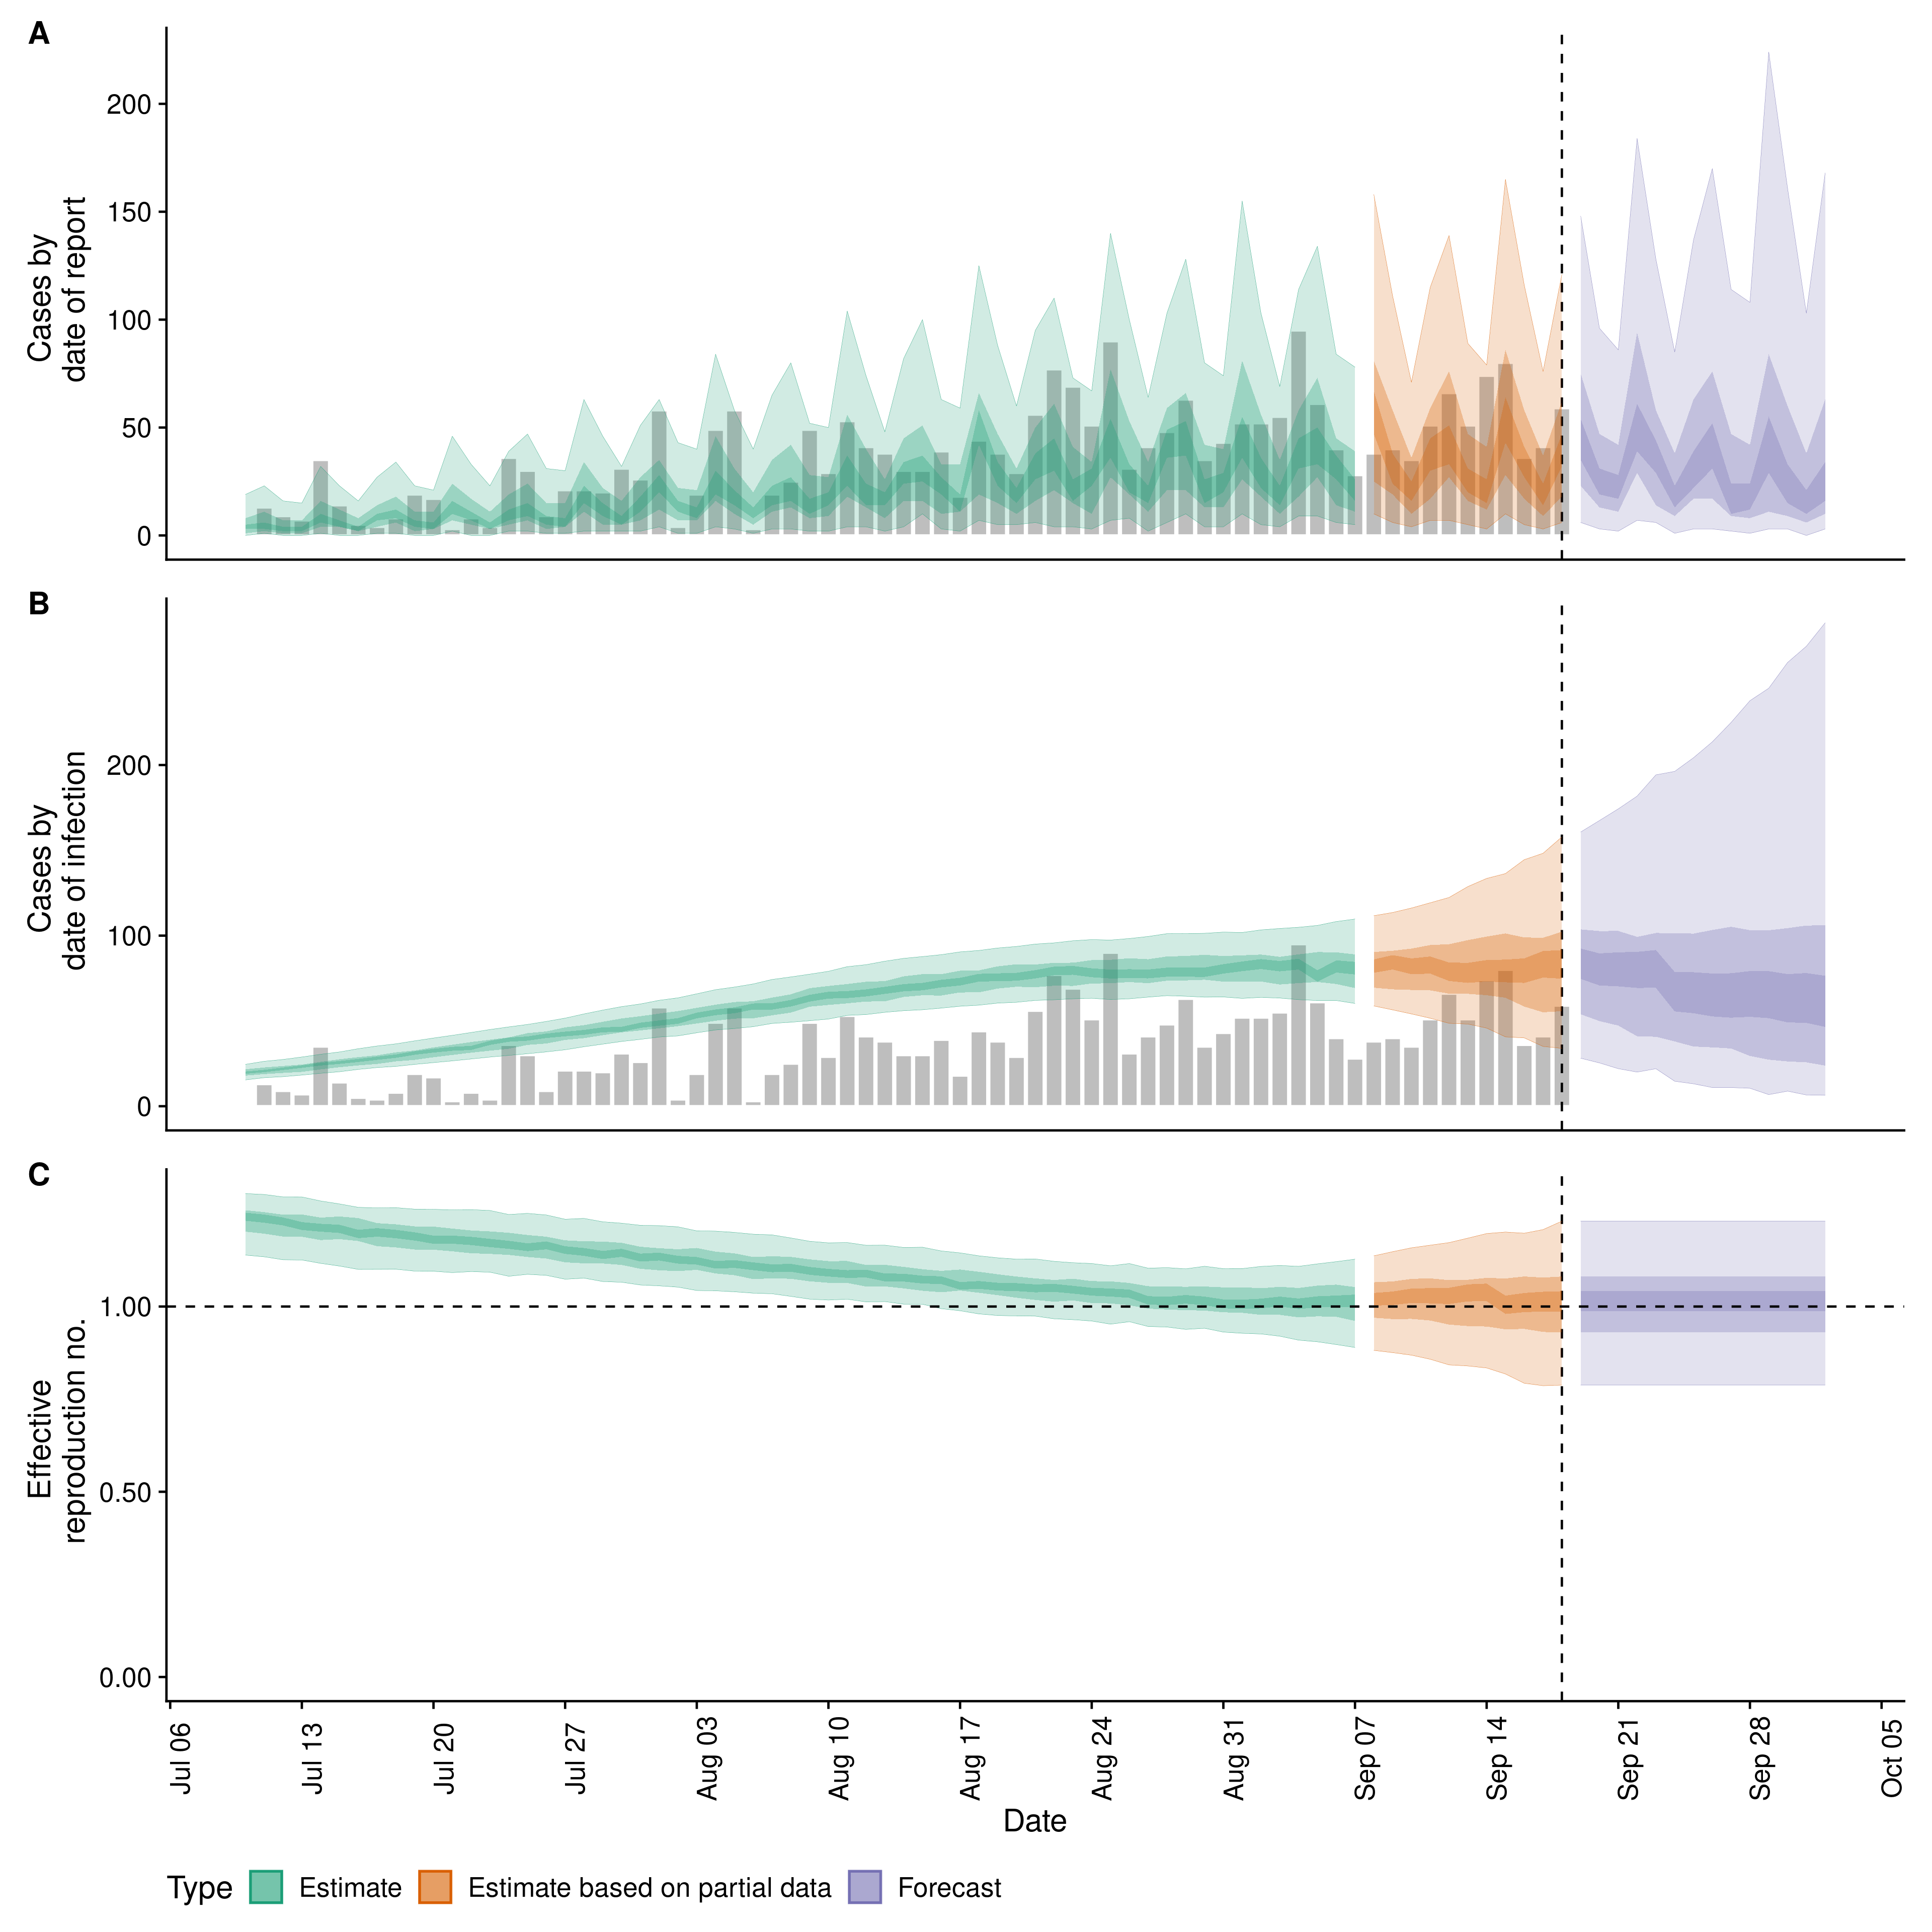 A
Cases by
date of report
200
150
100
50
0
B
Cases by
date of infection
200
100
0
C
Effective
reproduction no.
1.00
0.50
0.00
Jul 06
Jul 13
Jul 20
Jul 27
Aug 03
Aug 10
Aug 17
Aug 24
Aug 31
Sep 07
Sep 14
Sep 21
Sep 28
Oct 05
Date
Type Estimate Estimate based on partial data Forecast